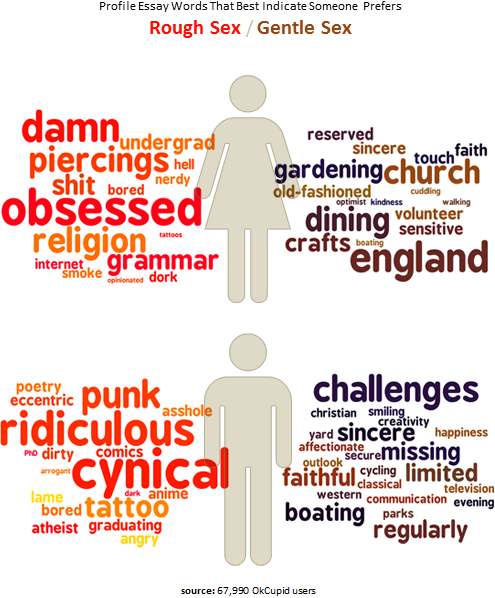 Profile Essay Words That Best Indicate Someone Prefers
Rough Sex / Gentle Sex
damn
undergrad
piercings
hell
nerdy
shit
bored
obsessed
religion
tattoos
internet
grammar
smoke
opinionated
dork
reserved
sincere
touch
faith
gardening
church
old-fashioned
cuddling
optimist
kindness
walking
dining
volunteer
sensitive
crafts
boating
england
poetry
eccentric
punk
asshole
ridiculous
PhD
dirty
comics
arrogant
cynical
dark
anime
lame
bored
tattoo
atheist
graduating
angry
challenges
christian
smiling
creativity
yard
sincere
happiness
affectionate
secure
missing
outlook
cycling
limited
faithful
classical
television
western
communication
evening
boating
parks
regularly
source: 67,990 OkCupid users